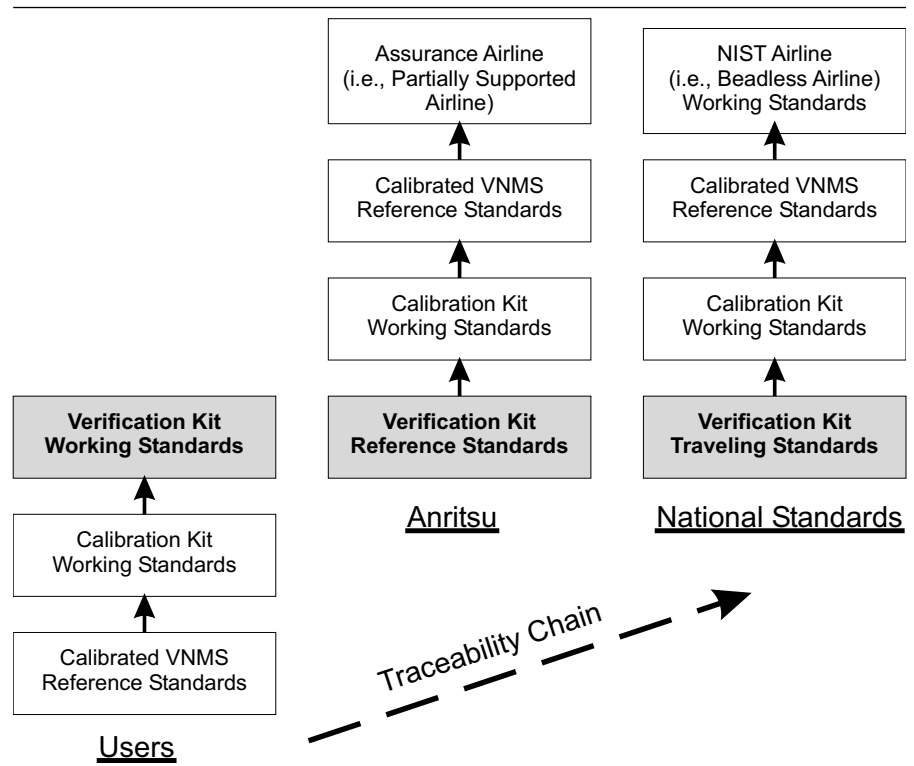 Assurance Airline
(i.e., Partially Supported
Airline)
Calibrated VNMS
Reference Standards
Calibration Kit
Working Standards
Verification Kit
Reference Standards
Anritsu
NIST Airline
(i.e., Beadless Airline)
Working Standards
Calibrated VNMS
Reference Standards
Calibration Kit
Working Standards
Verification Kit
Traveling Standards
National Standards
Verification Kit
Working Standards
Calibration Kit
Working Standards
Calibrated VNMS
Reference Standards
Users
Traceability Chain